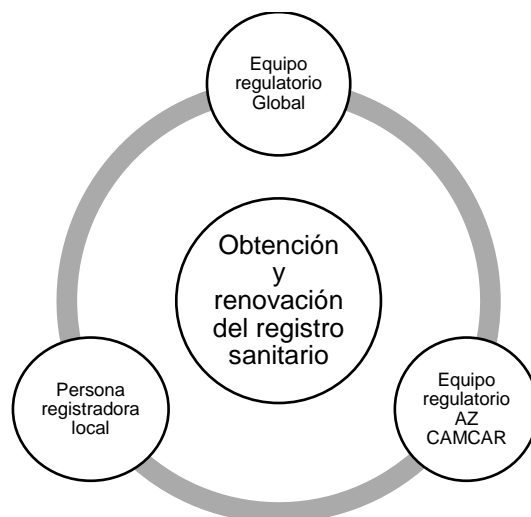 Equipo
regulatorio
Global
Obtención
y
renovación
del registro
sanitario
Persona
registradora
local
Equipo
regulatorio
AZ
CAMCAR